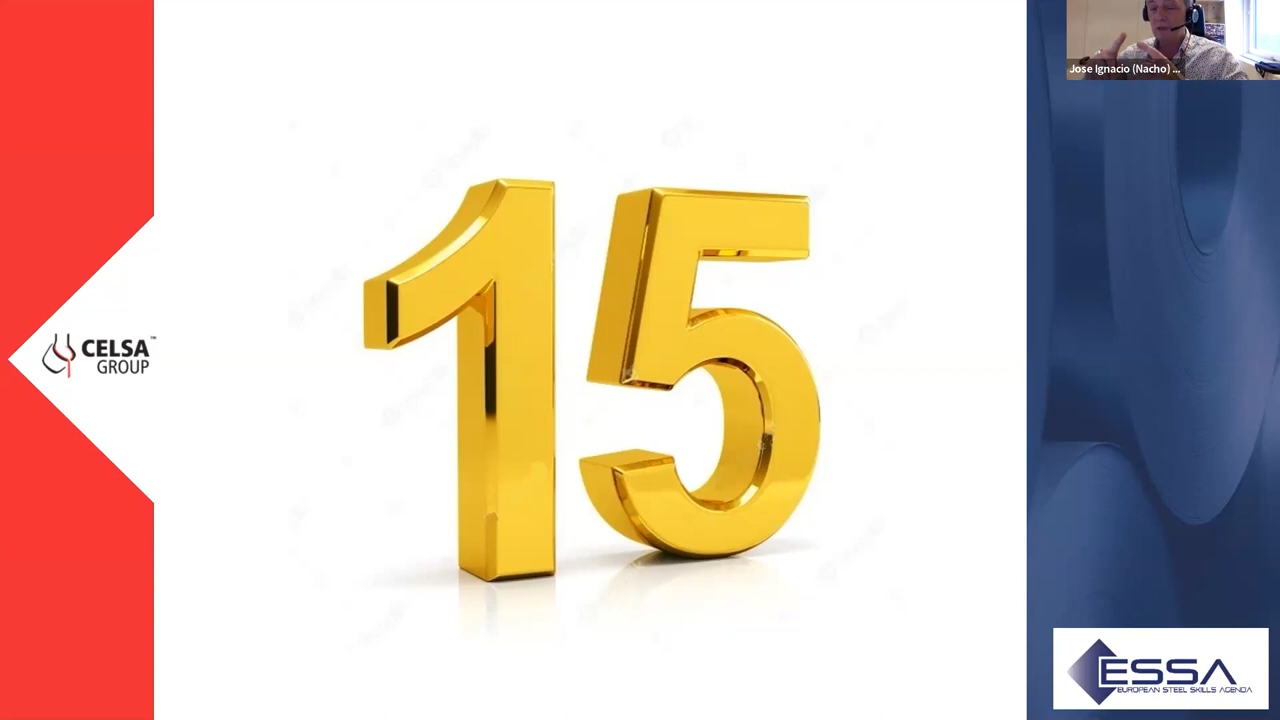 Jose Ignacio (Nacho) ...
15
CELSA™
GROUP
ESSA
EUROPEAN STEEL SKILLS AGENDA